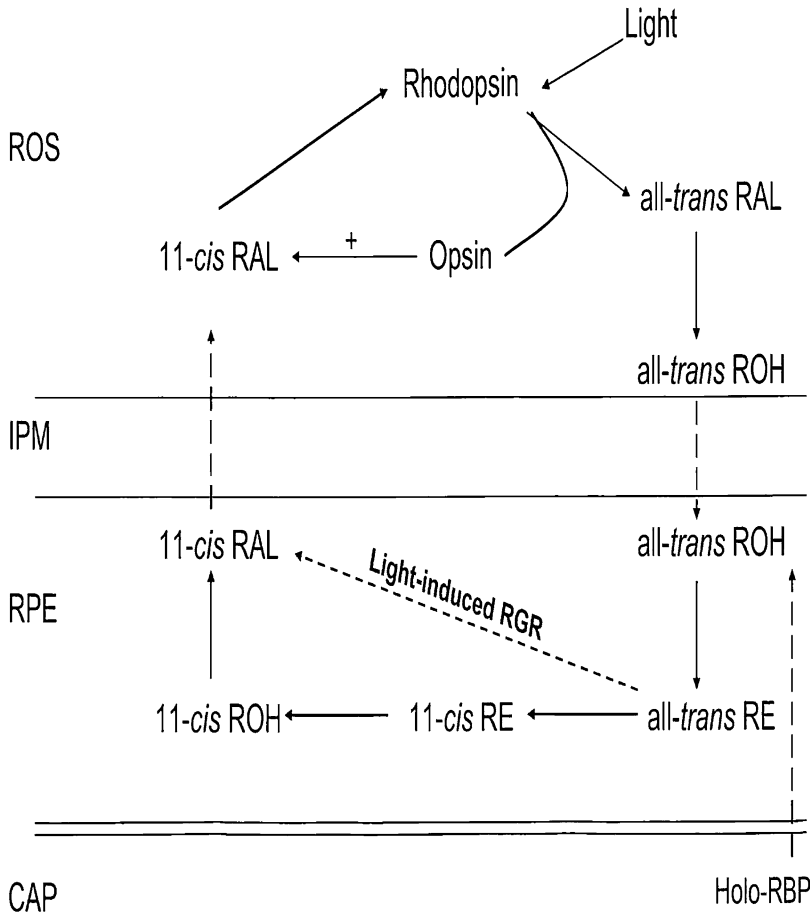 Light
Rhodopsin
ROS
all-trans RAL
+
11-cis RAL
Opsin
all-trans ROH
IPM
11-cis RAL
all-trans ROH
Light-induced RGR
RPE
11-cis ROH
11-cis RE
all-trans RE
CAP
Holo-RBP